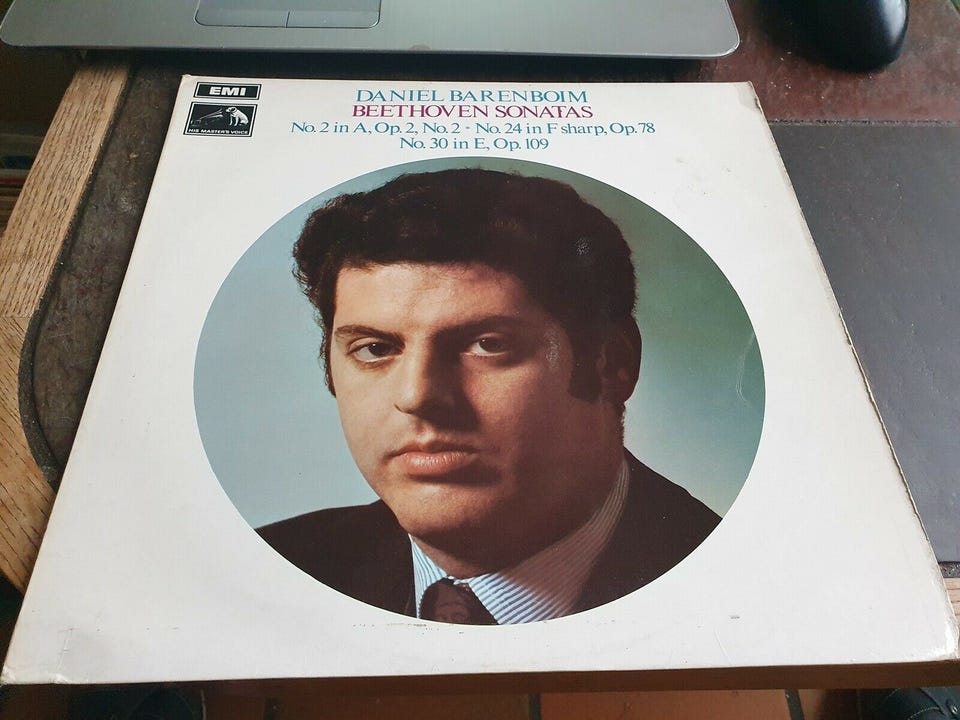 EMI
HIS MASTER'S VOICE
DANIEL BARENBOIM
BEETHOVEN SONATAS
No. 2 in A, Op. 2, No. 2 • No. 24 in F sharp, Op. 78
No. 30 in E, Op. 109